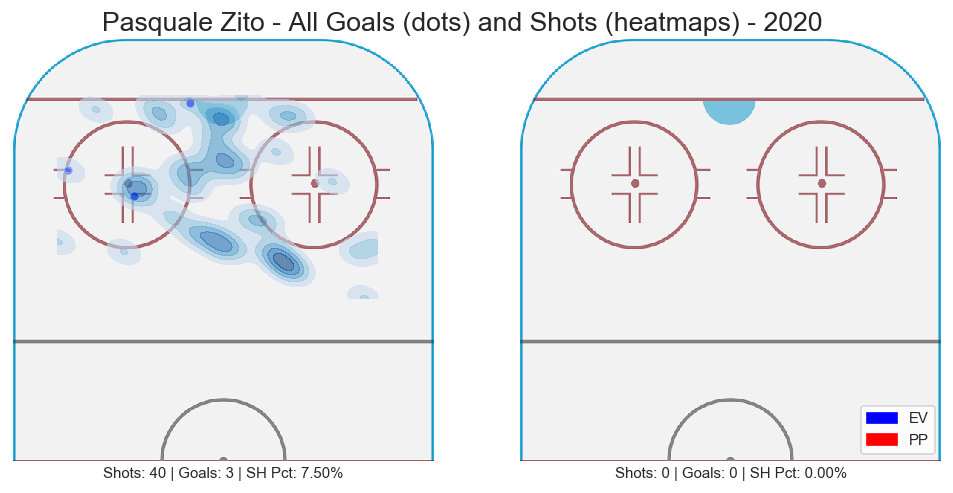 Pasquale Zito - All Goals (dots) and Shots (heatmaps) - 2020
EV
PP
Shots: 40 | Goals: 3 | SH Pct: 7.50%
Shots: 0 | Goals: 0 | SH Pct: 0.00%